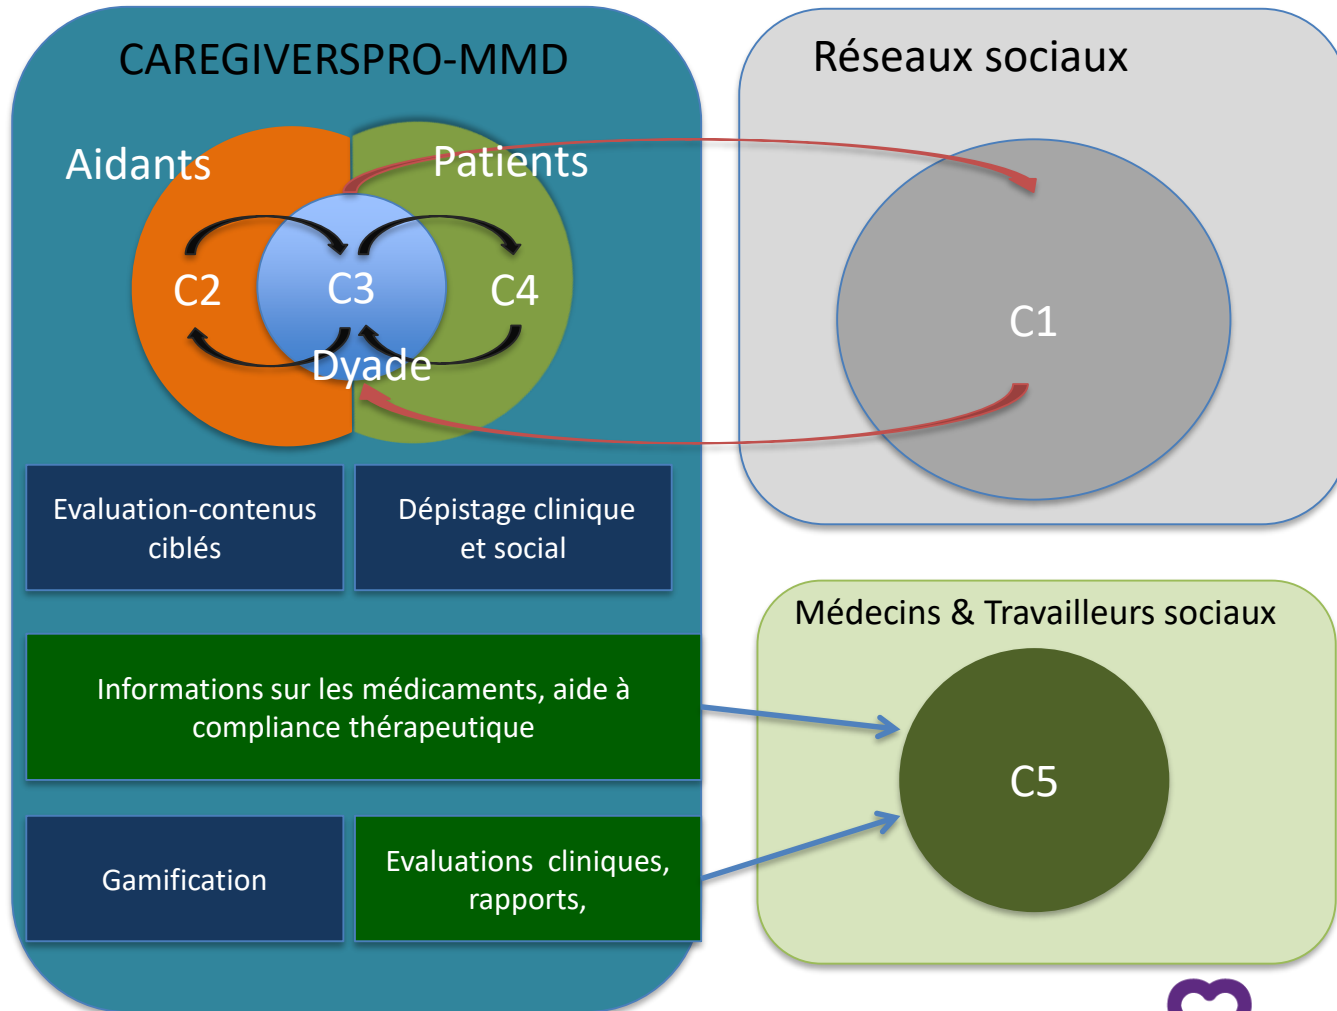 CAREGIVERSPRO-MMD
Aidants
Patients
C2
C3
C4
Dyade
Evaluation-contenus
ciblés
Dépistage clinique
et social
Informations sur les médicaments, aide à
compliance thérapeutique
Gamification
Evaluations cliniques,
rapports,
Réseaux sociaux
C1
Médecins & Travailleurs sociaux
C5